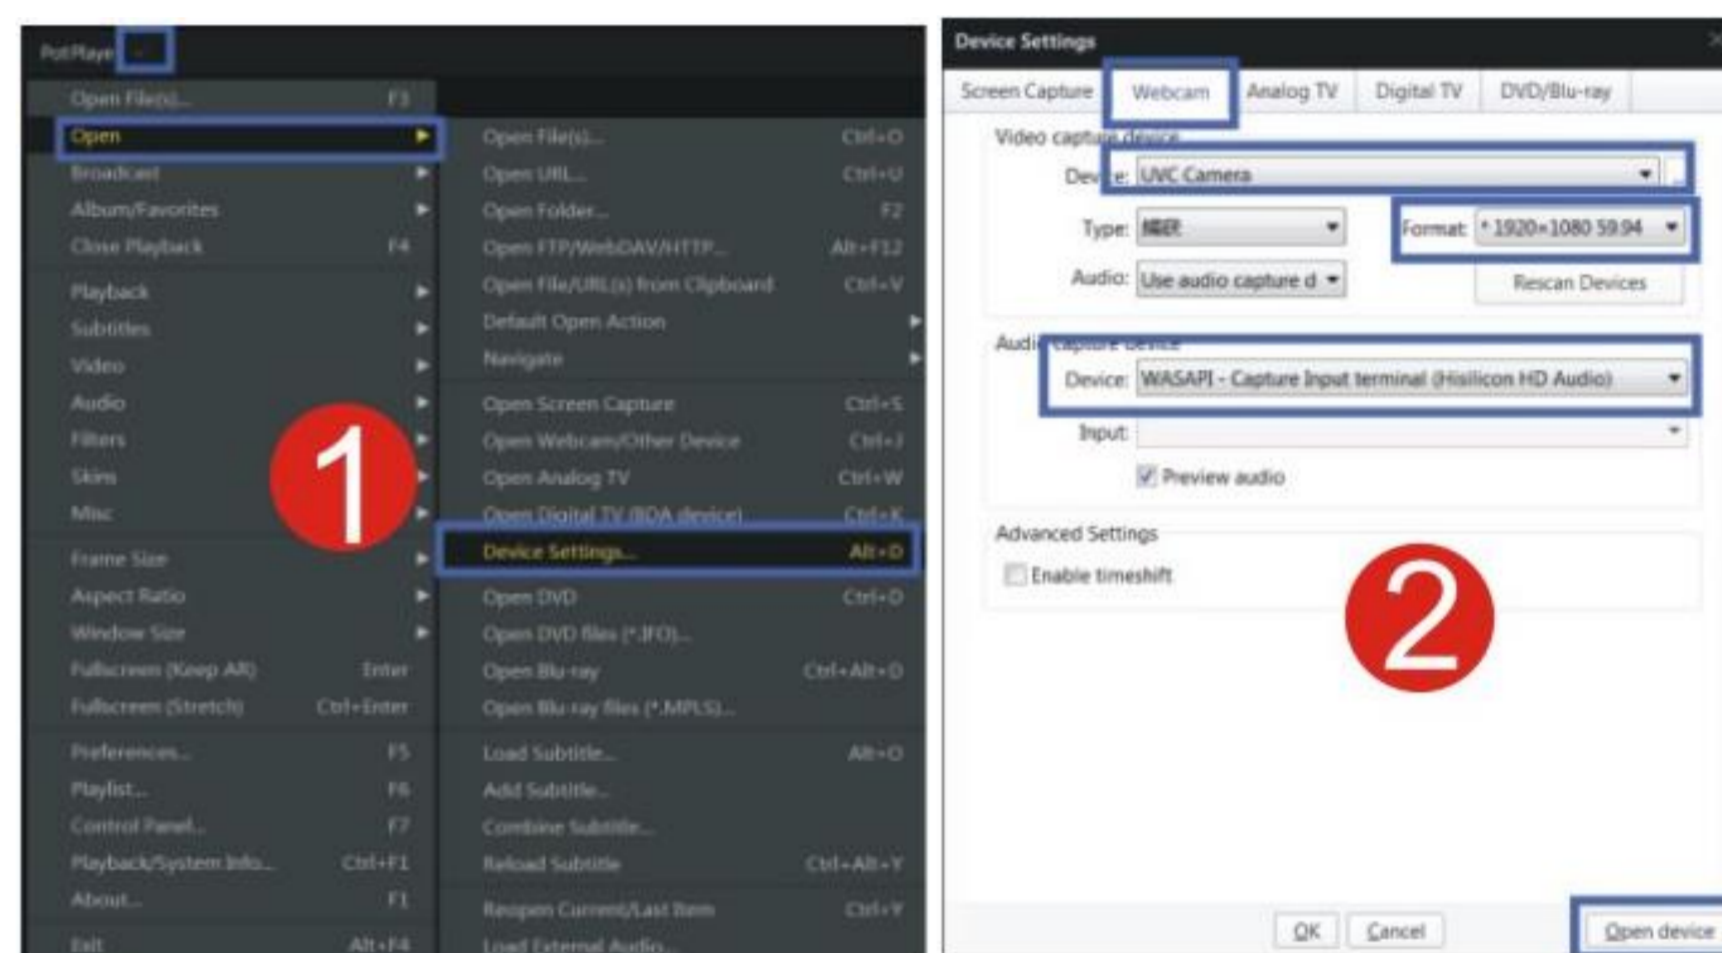 PotPlaye
Open File(s)... F3
Open
Broadcast
Album/Favorites
Close Playback F4
Playback
Subtitles
Video
Audio
Filters
Skins
Misc
Frame Size
Aspect Ratio
Window Size
Fullscreen (Keep AR) Enter
Fullscreen (Stretch) Ctrl+Enter
Preferences... F5
Playlist... F6
Control Panel... F7
Playback/System Info... Ctrl+F1
About... F1
Exit Alt+F4
1
Open File(s)... Ctrl+O
Open URL... Ctrl+U
Open Folder... F2
Open FTP/WebDAV/HTTP... Alt+F12
Open File/URL(s) from Clipboard Ctrl+V
Default Open Action
Navigate
Open Screen Capture Ctrl+S
Open Webcam/Other Device Ctrl+J
Open Analog TV Ctrl+W
Open Digital TV (BDA device) Ctrl+K
Device Settings... Alt+D
Open DVD Ctrl+D
Open DVD files (*.IFO)...
Open Blu-ray Ctrl+Alt+D
Open Blu-ray files (*.MPLS)...
Load Subtitle... Alt+O
Add Subtitle...
Combine Subtitle...
Reload Subtitle Ctrl+Alt+Y
Reopen Current/Last Item Ctrl+Y
Load External Audio...
Device Settings
Screen Capture Webcam Analog TV Digital TV DVD/Blu-ray
Video capture device
Device: UVC Camera ...
Type: Format: * 1920×1080 59.94
Audio: Use audio capture d Rescan Devices
Audio capture device
Device: WASAPI - Capture Input terminal (Hisilicon HD Audio)
Input:
Preview audio
Advanced Settings
Enable timeshift
2
OK Cancel Open device